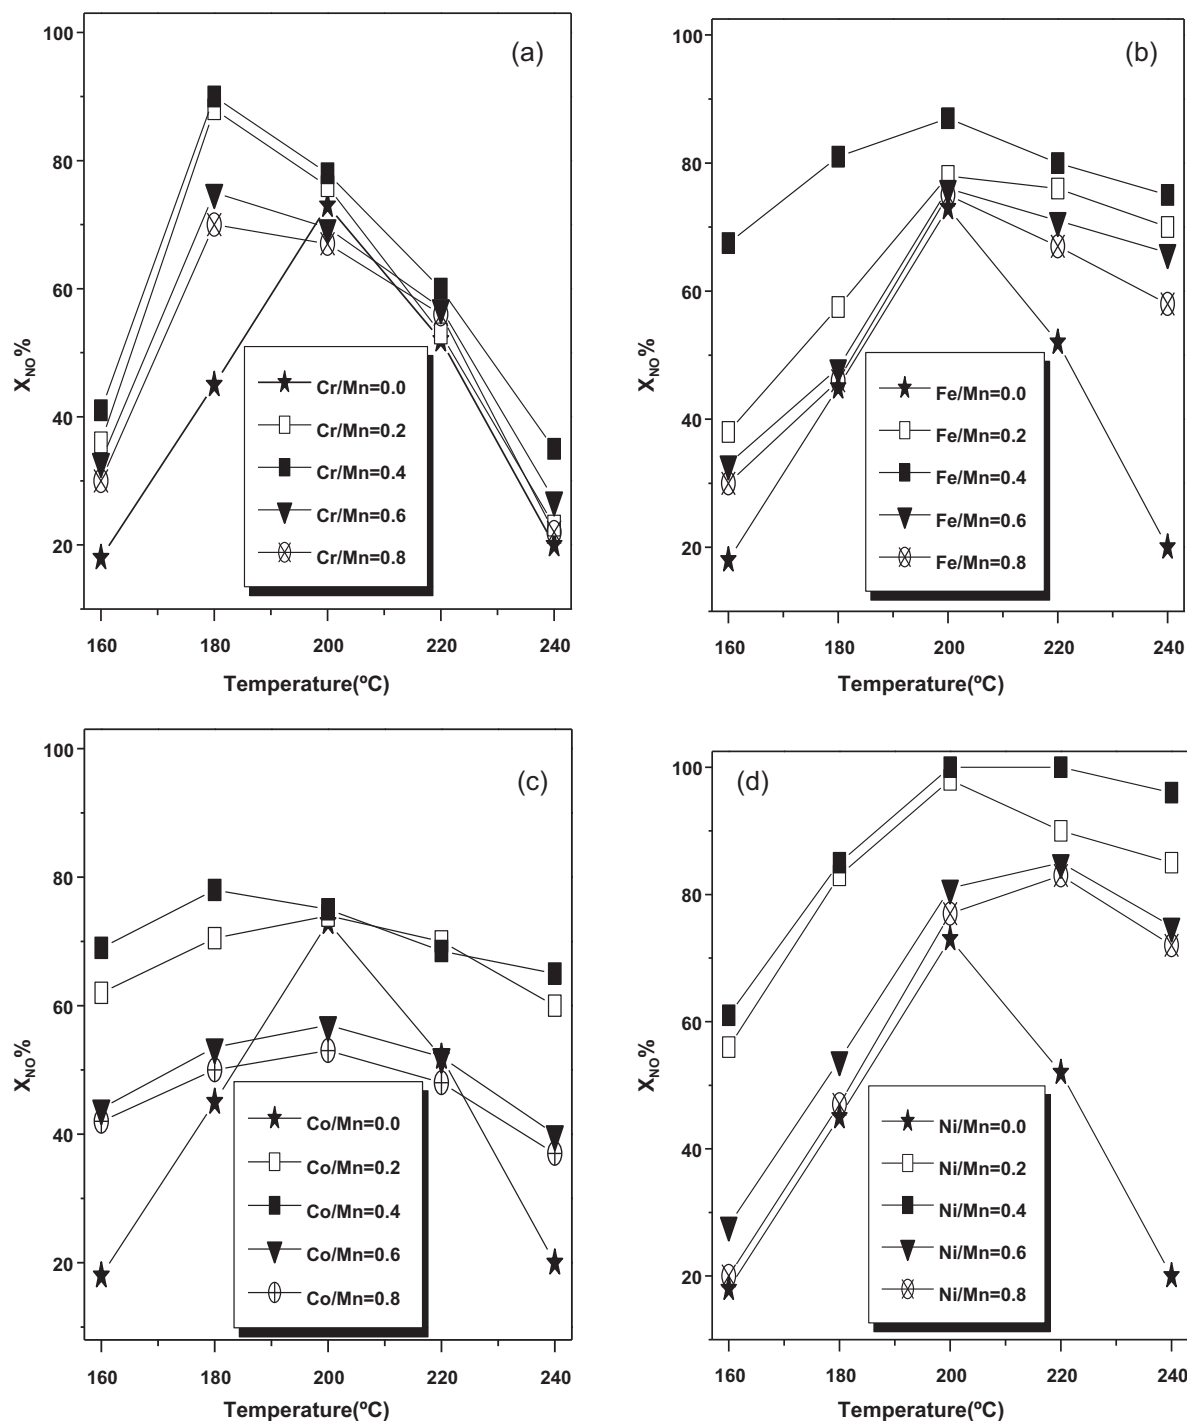 (a)
100
80
60
40
20
X_NO%
Cr/Mn=0.0
Cr/Mn=0.2
Cr/Mn=0.4
Cr/Mn=0.6
Cr/Mn=0.8
160 180 200 220 240
Temperature(ºC)
(b)
100
80
60
40
20
X_NO%
Fe/Mn=0.0
Fe/Mn=0.2
Fe/Mn=0.4
Fe/Mn=0.6
Fe/Mn=0.8
160 180 200 220 240
Temperature(ºC)
(c)
100
80
60
40
20
X_NO%
Co/Mn=0.0
Co/Mn=0.2
Co/Mn=0.4
Co/Mn=0.6
Co/Mn=0.8
160 180 200 220 240
Temperature(ºC)
(d)
100
80
60
40
20
X_NO%
Ni/Mn=0.0
Ni/Mn=0.2
Ni/Mn=0.4
Ni/Mn=0.6
Ni/Mn=0.8
160 180 200 220 240
Temperature(ºC)